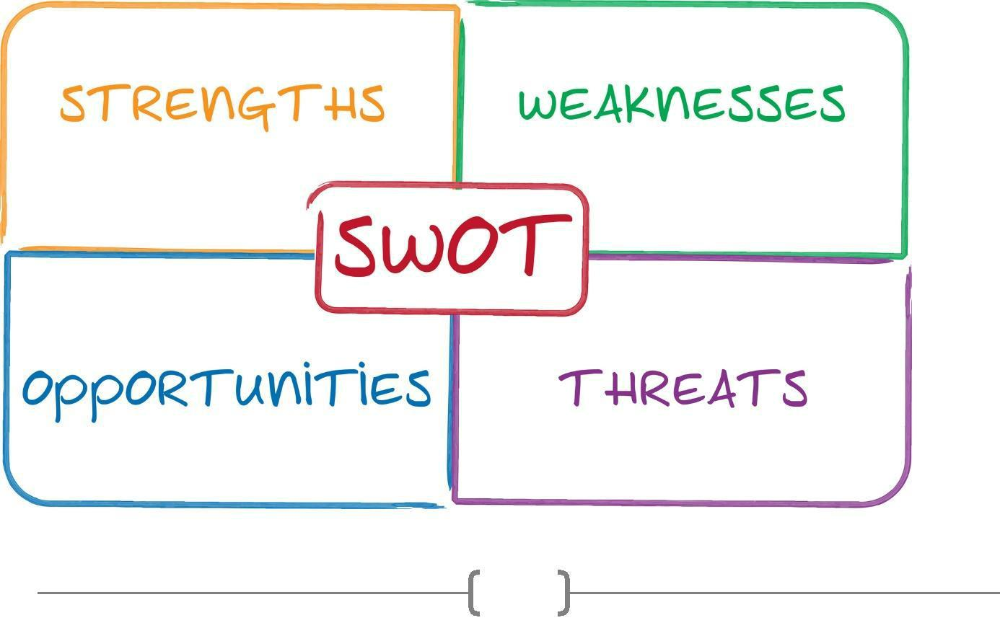 STRENGTHS
WEAKNESSES
SWOT
OPPORTUNITIES
THREATS